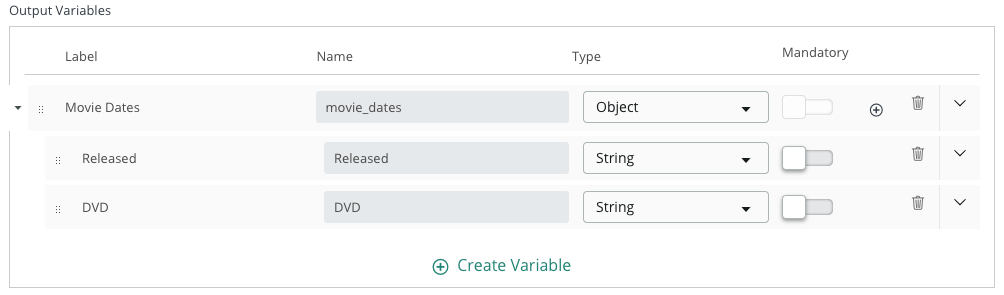 Output Variables
Label Name Type Mandatory
Movie Dates movie_dates Object
Released Released String
DVD DVD String
Create Variable